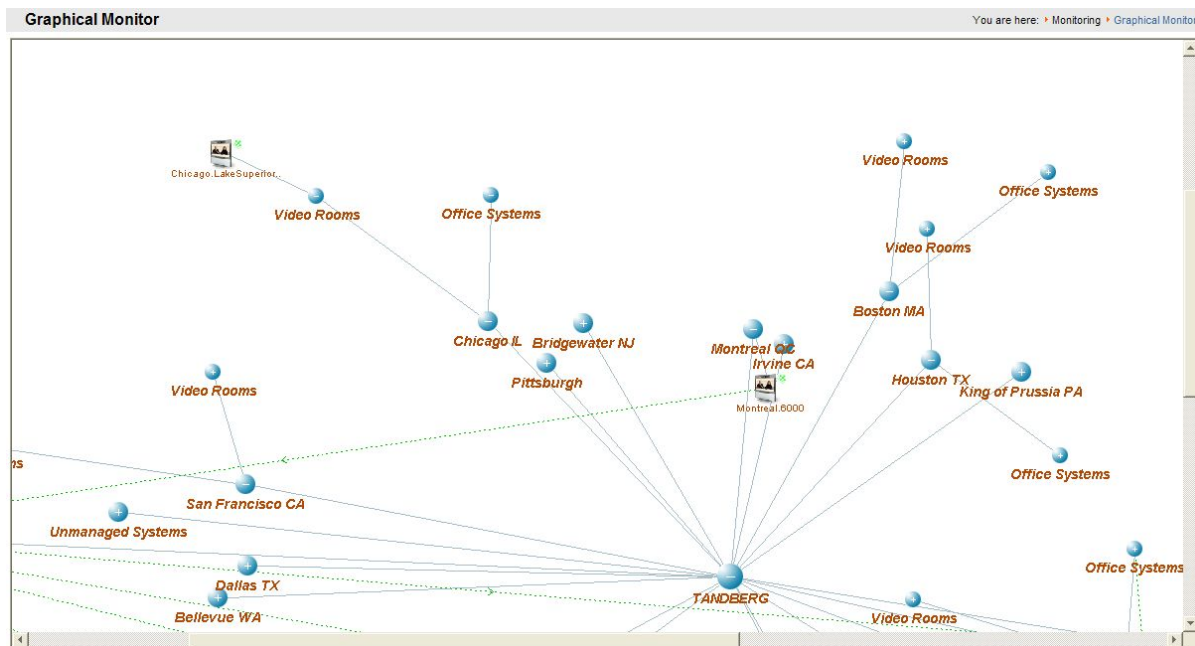 Graphical Monitor
You are here: Monitoring Graphical Monitor
Chicago.LakeSuperior..
Video Rooms
Office Systems
Video Rooms
Office Systems
Video Rooms
Boston MA
Chicago IL
Bridgewater NJ
Montreal QC
Irvine CA
Pittsburgh
Houston TX
King of Prussia PA
Video Rooms
Montreal.6000
ns
Office Systems
San Francisco CA
Unmanaged Systems
Office Systems
Dallas TX
TANDBERG
Bellevue WA
Video Rooms